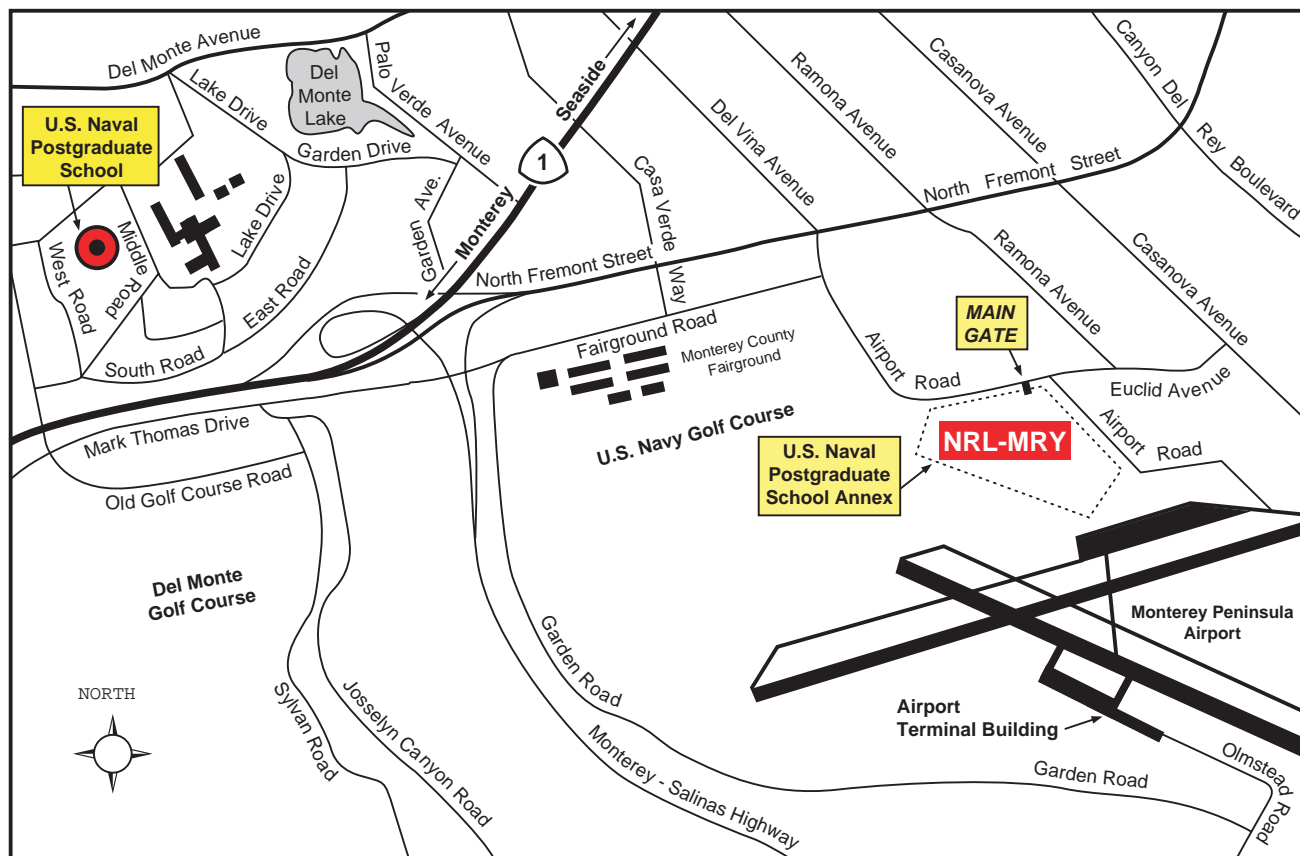 Del Monte Avenue
Del
Monte
Lake
Palo Verde Avenue
Lake Drive
Garden Drive
U.S. Naval
Postgraduate
School
Seaside
1
Monterey
Garden Ave.
Lake Drive
Middle Road
West Road
East Road
South Road
Casa Verde Way
Del Vina Avenue
Ramona Avenue
Casanova Avenue
Canyon Del Rey Boulevard
North Fremont Street
North Fremont Street
Ramona Avenue
Casanova Avenue
Fairground Road
Monterey County
Fairground
MAIN
GATE
Airport Road
Euclid Avenue
Airport Road
U.S. Navy Golf Course
NRL-MRY
U.S. Naval
Postgraduate
School Annex
Mark Thomas Drive
Old Golf Course Road
Del Monte
Golf Course
Monterey Peninsula
Airport
Airport
Terminal Building
NORTH
Sylvan Road
Josselyn Canyon Road
Garden Road
Monterey - Salinas Highway
Garden Road
Olmstead Road